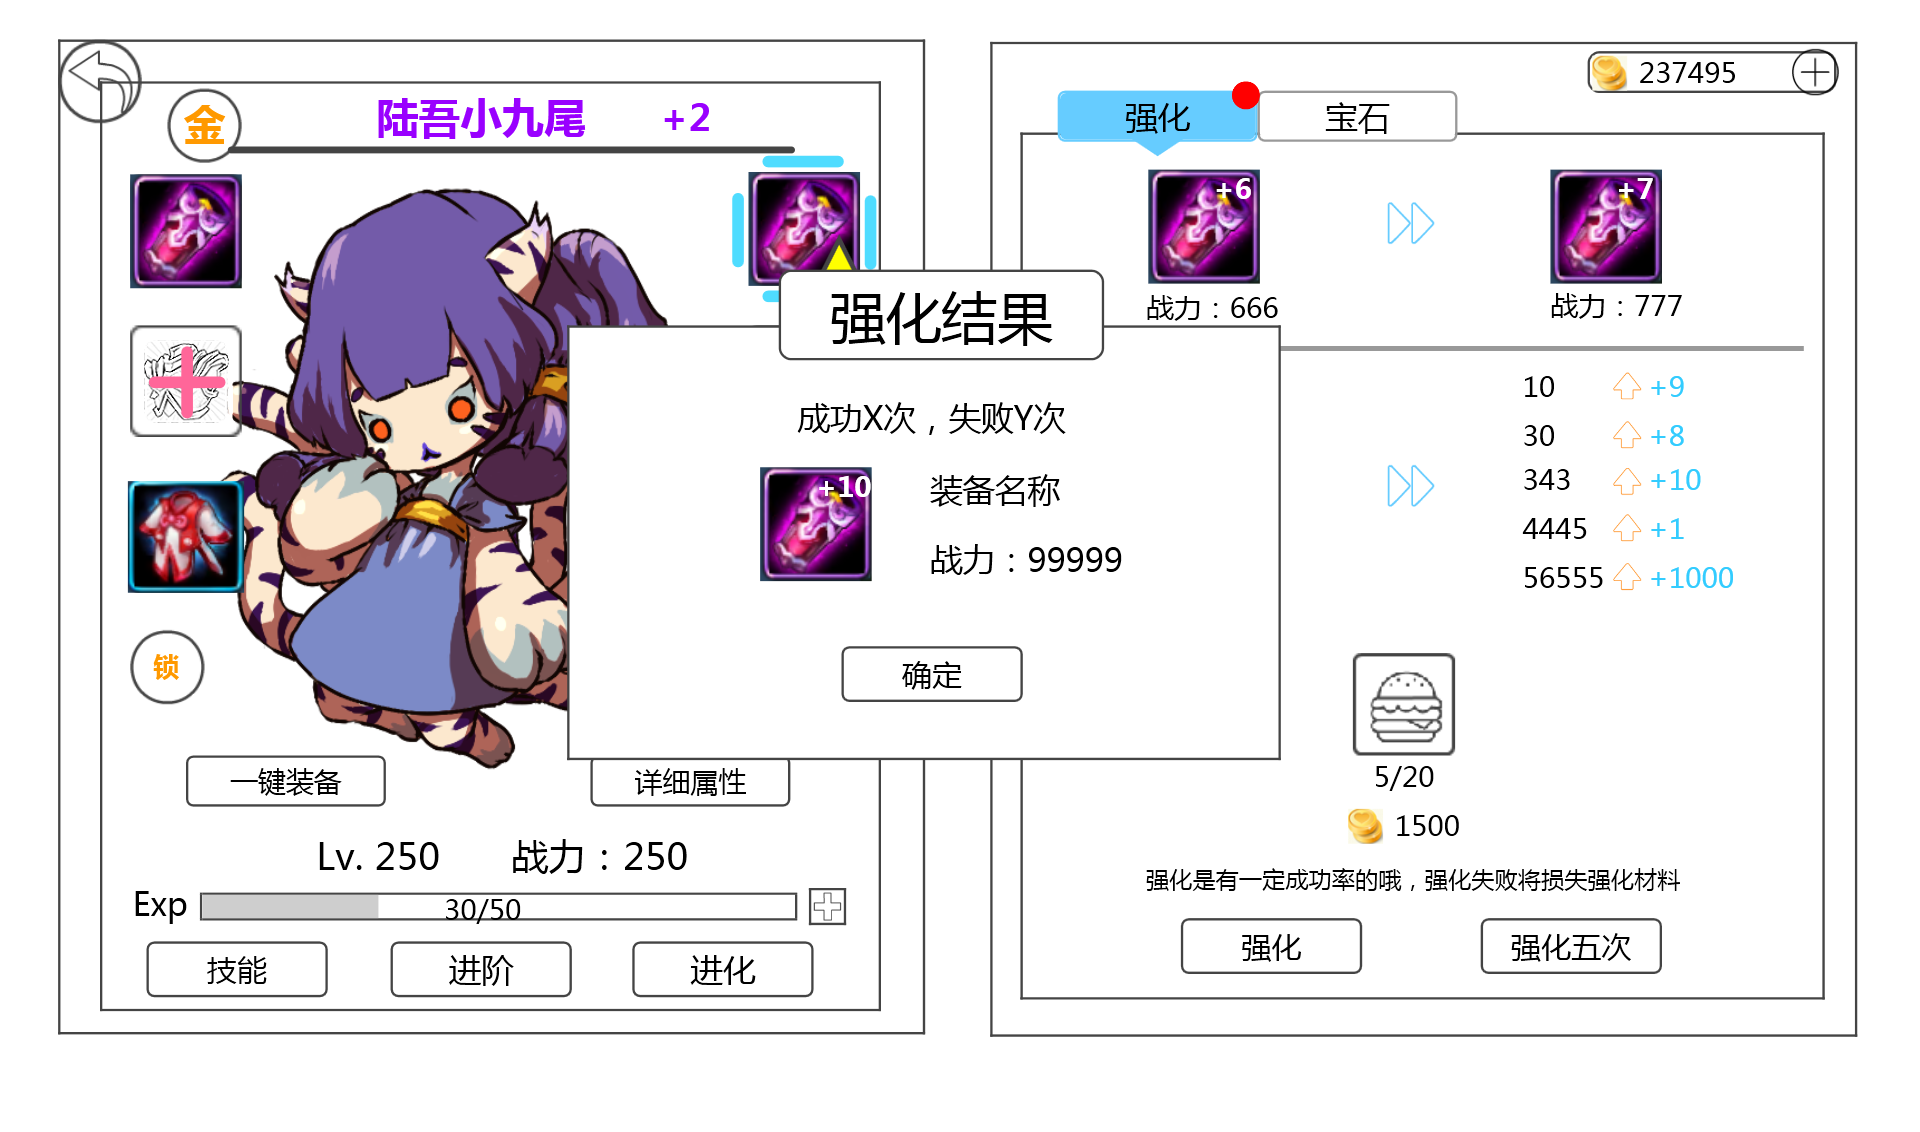 金
陆吾小九尾 +2
锁
一键装备
详细属性
Lv. 250 战力：250
Exp 30/50
技能
进阶
进化
237495
强化
宝石
+6
+7
战力：666
战力：777
10 +9
30 +8
343 +10
4445 +1
56555 +1000
5/20
1500
强化是有一定成功率的哦，强化失败将损失强化材料
强化
强化五次
强化结果
成功X次，失败Y次
+10
装备名称
战力：99999
确定